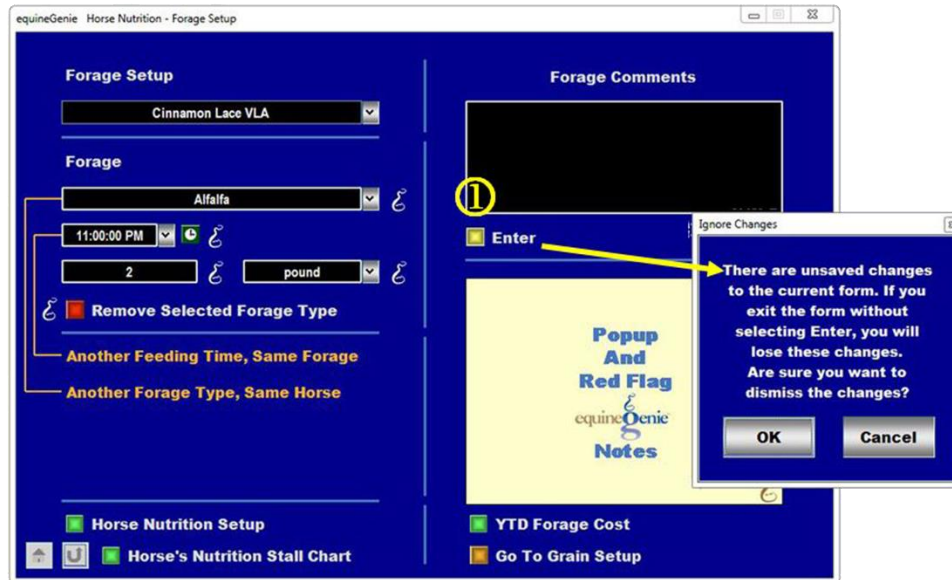 equineGenie Horse Nutrition - Forage Setup
Forage Setup
Cinnamon Lace VLA
Forage
Alfalfa
11:00:00 PM
2
pound
Remove Selected Forage Type
Another Feeding Time, Same Forage
Another Forage Type, Same Horse
Horse Nutrition Setup
Horse's Nutrition Stall Chart
Forage Comments
①
Enter
Popup
And
Red Flag
equineGenie
Notes
YTD Forage Cost
Go To Grain Setup
Ignore Changes
There are unsaved changes
to the current form. If you
exit the form without
selecting Enter, you will
lose these changes.
Are sure you want to
dismiss the changes?
OK
Cancel